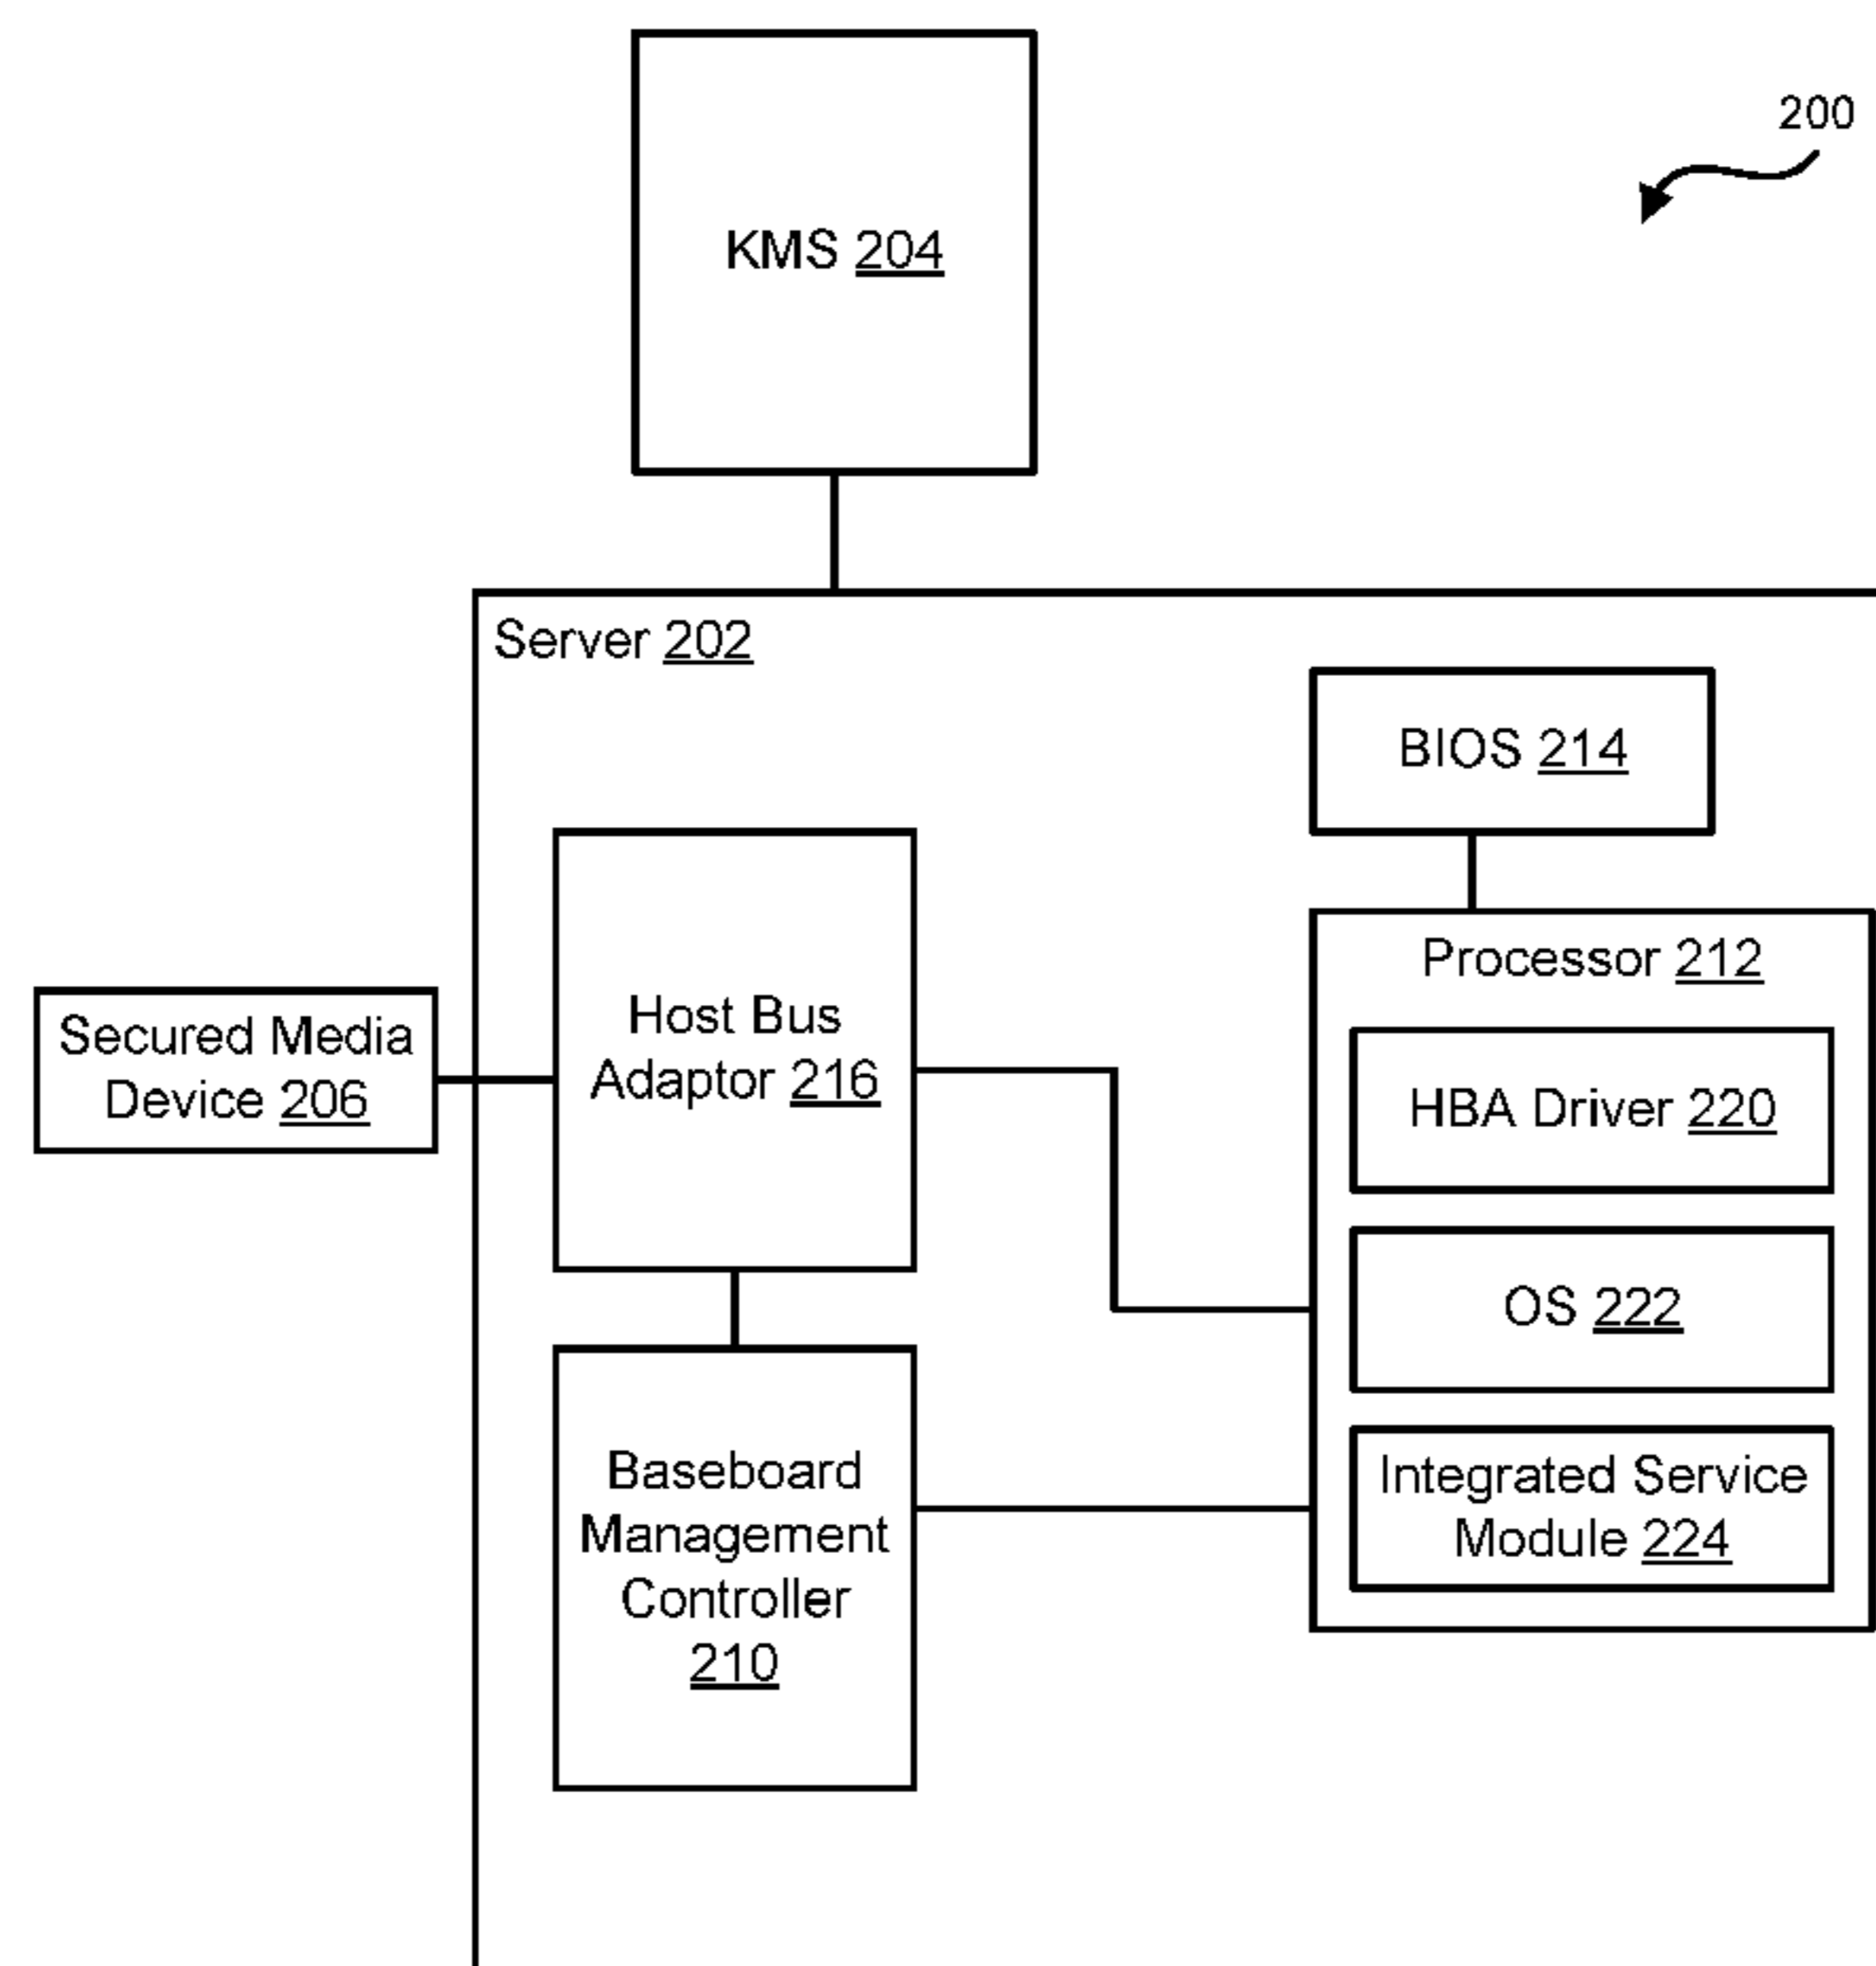 200
KMS 204
Server 202
BIOS 214
Processor 212
Host Bus
Adaptor 216
Secured Media
Device 206
HBA Driver 220
OS 222
Integrated Service
Module 224
Baseboard
Management
Controller
210